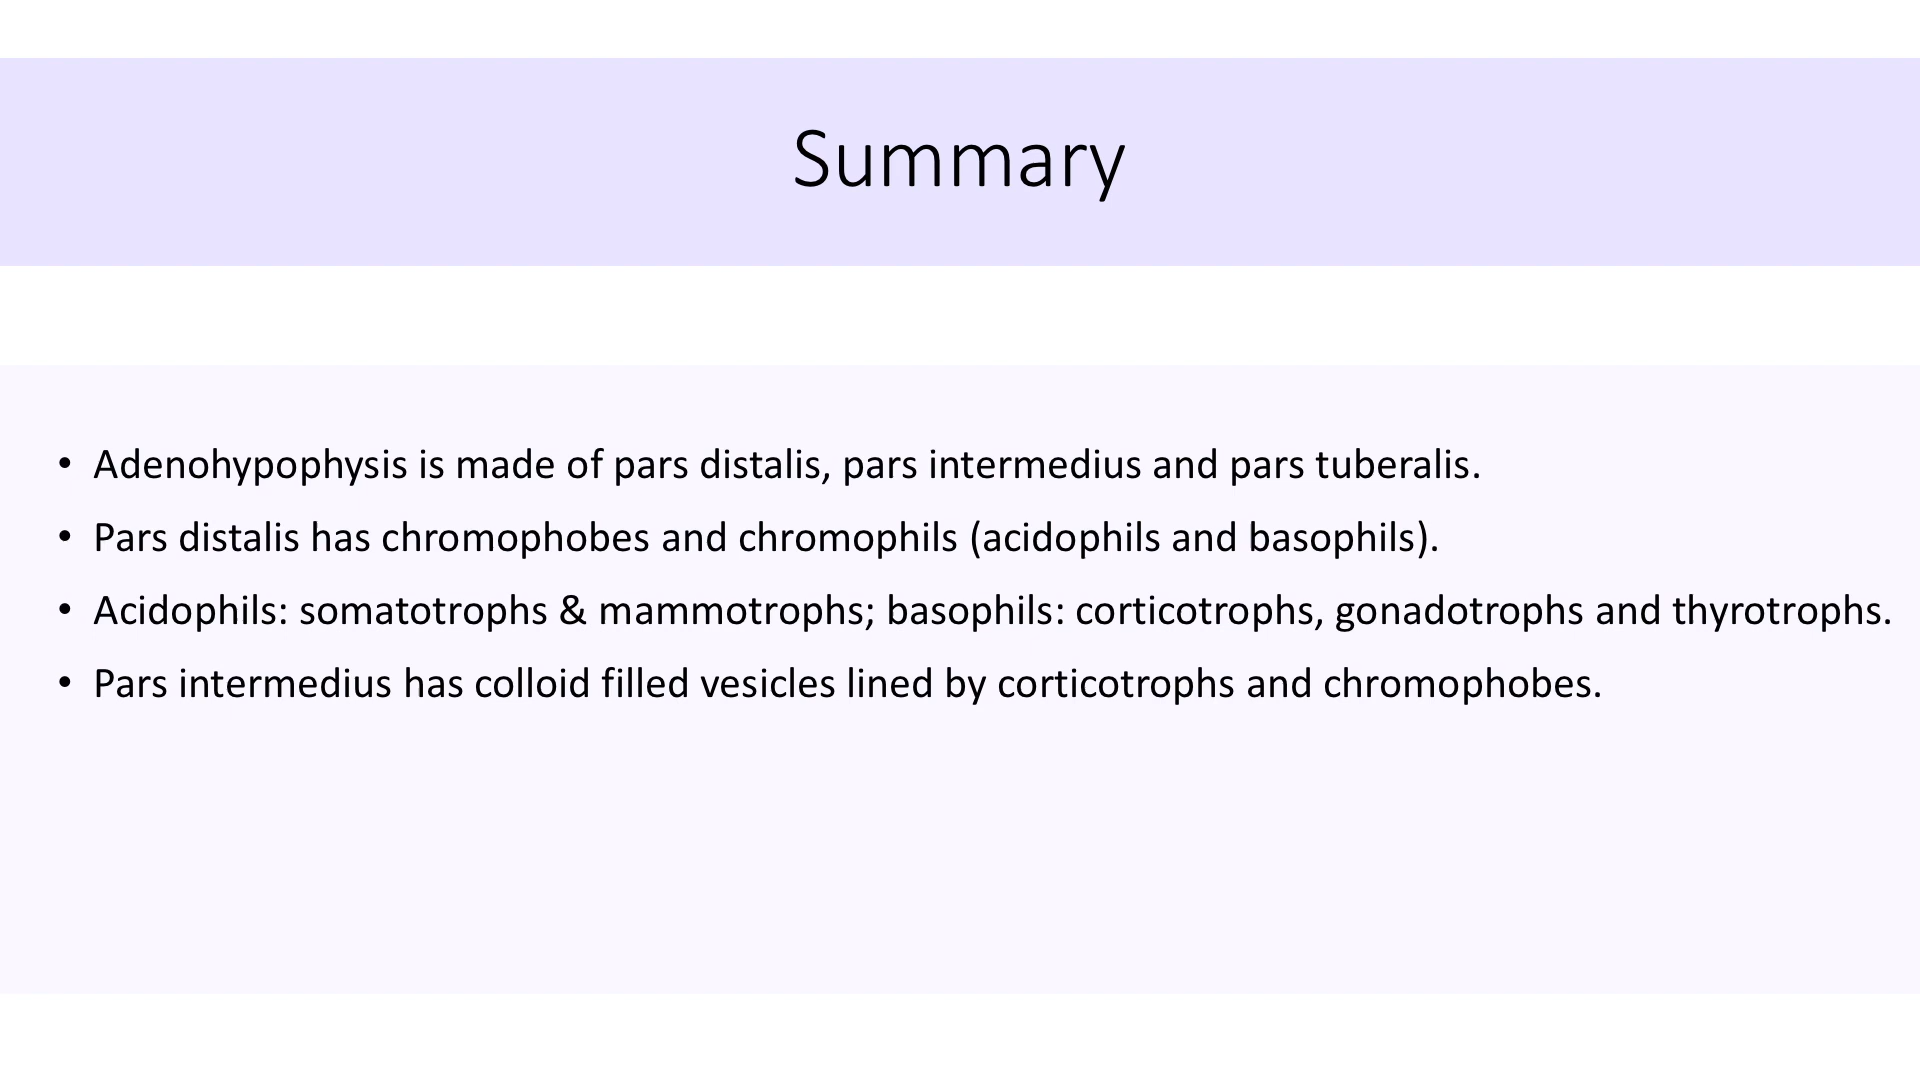 Summary
• Adenohypophysis is made of pars distalis, pars intermedius and pars tuberalis.
• Pars distalis has chromophobes and chromophils (acidophils and basophils).
• Acidophils: somatotrophs & mammotrophs; basophils: corticotrophs, gonadotrophs and thyrotrophs.
• Pars intermedius has colloid filled vesicles lined by corticotrophs and chromophobes.